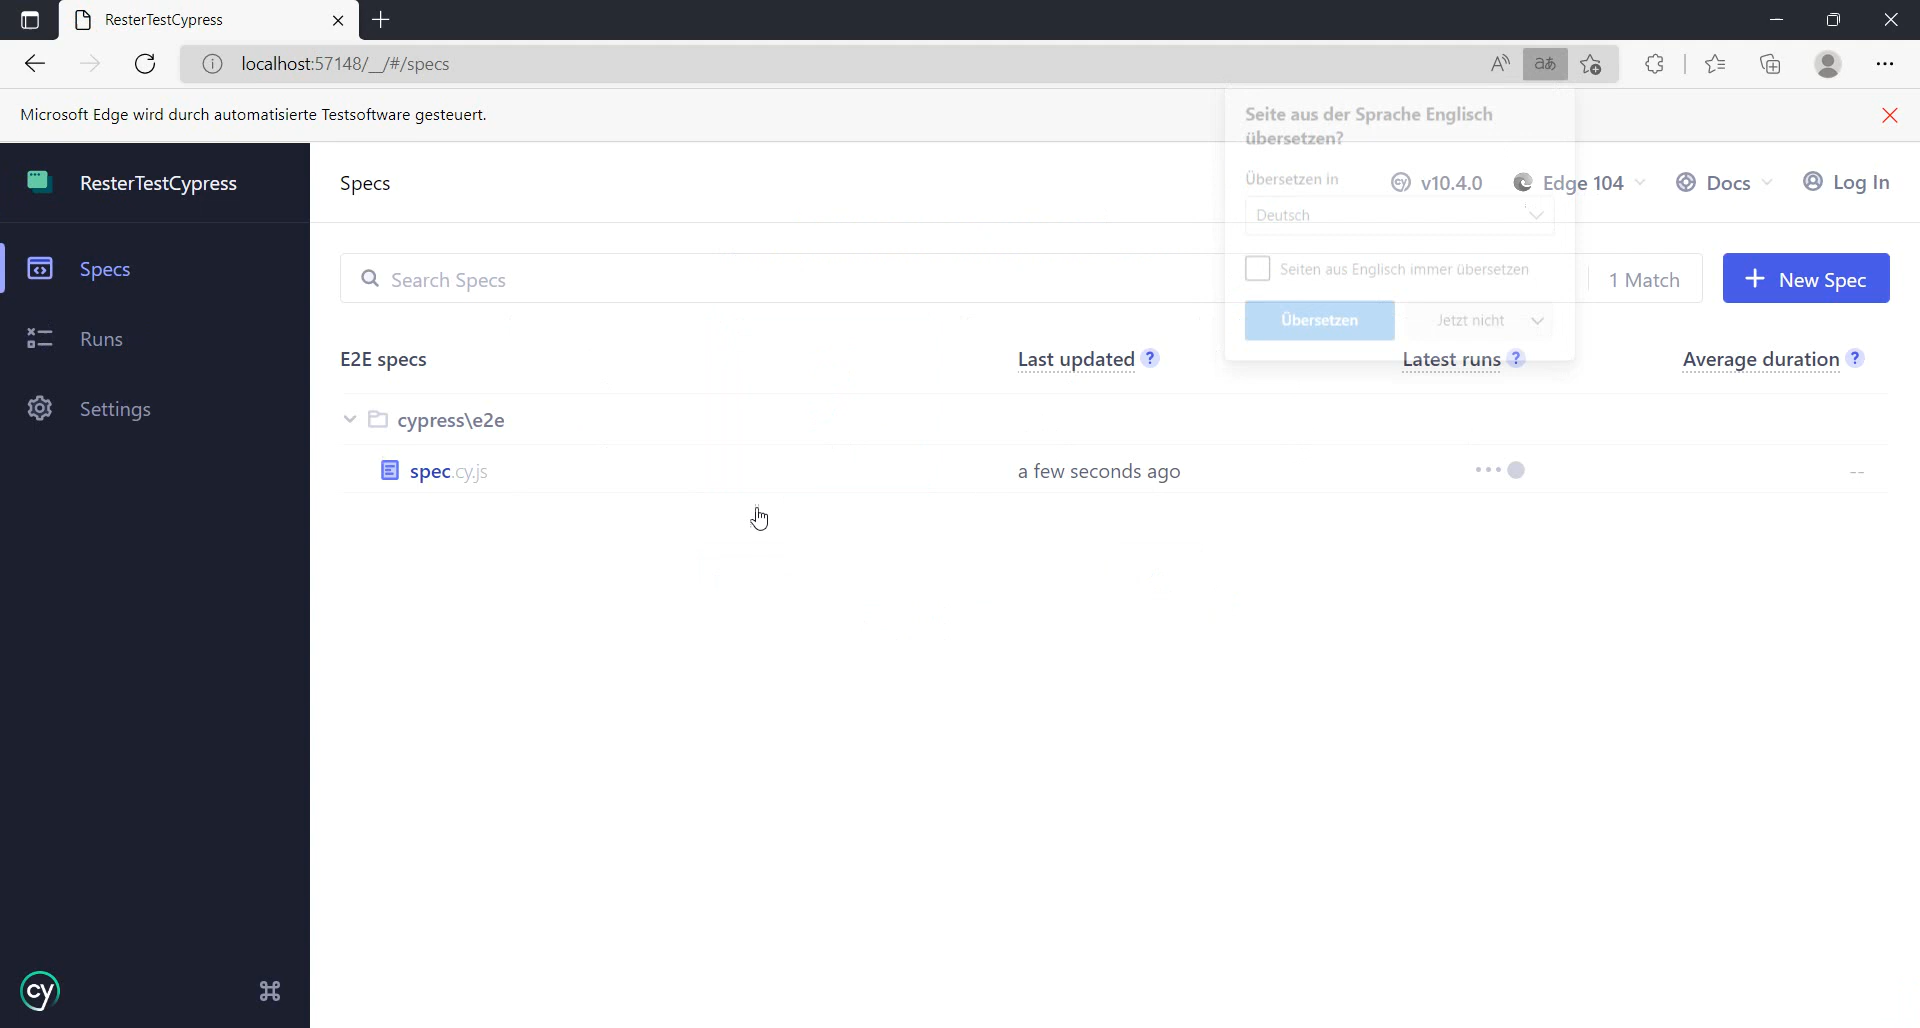 ResterTestCypress
localhost:57148/__/#/specs
Microsoft Edge wird durch automatisierte Testsoftware gesteuert.
Seite aus der Sprache Englisch
übersetzen?
Übersetzen in
Deutsch
Seiten aus Englisch immer übersetzen
Übersetzen
Jetzt nicht
ResterTestCypress
Specs
v10.4.0
Edge 104
Docs
Log In
Specs
Runs
Settings
Search Specs
1 Match
New Spec
E2E specs
Last updated ?
Latest runs ?
Average duration ?
cypress\e2e
spec.cy.js
a few seconds ago
--
cy